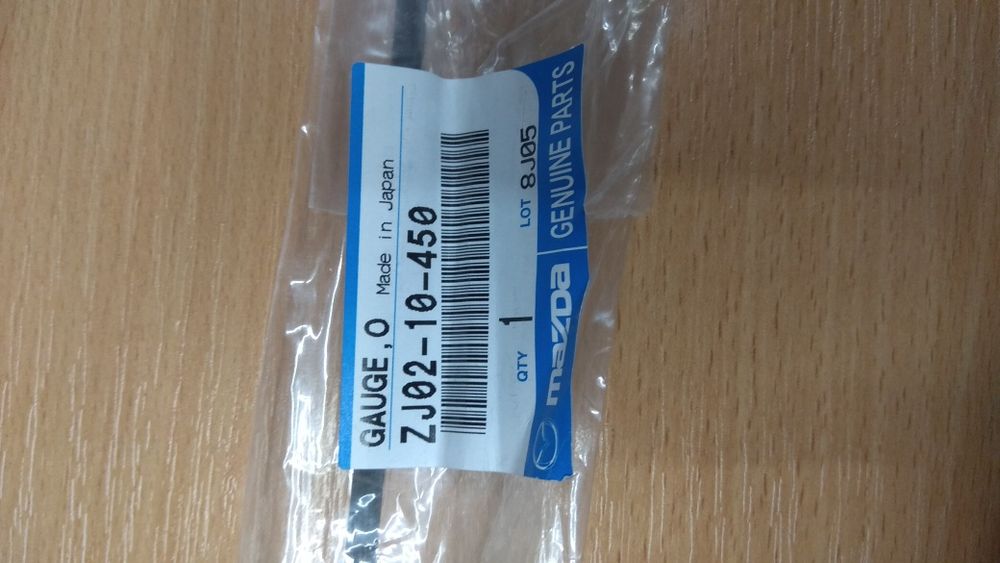 GAUGE,O Made in Japan
ZJ02-10-450
QTY 1 LOT 8J05
mazda GENUINE PARTS